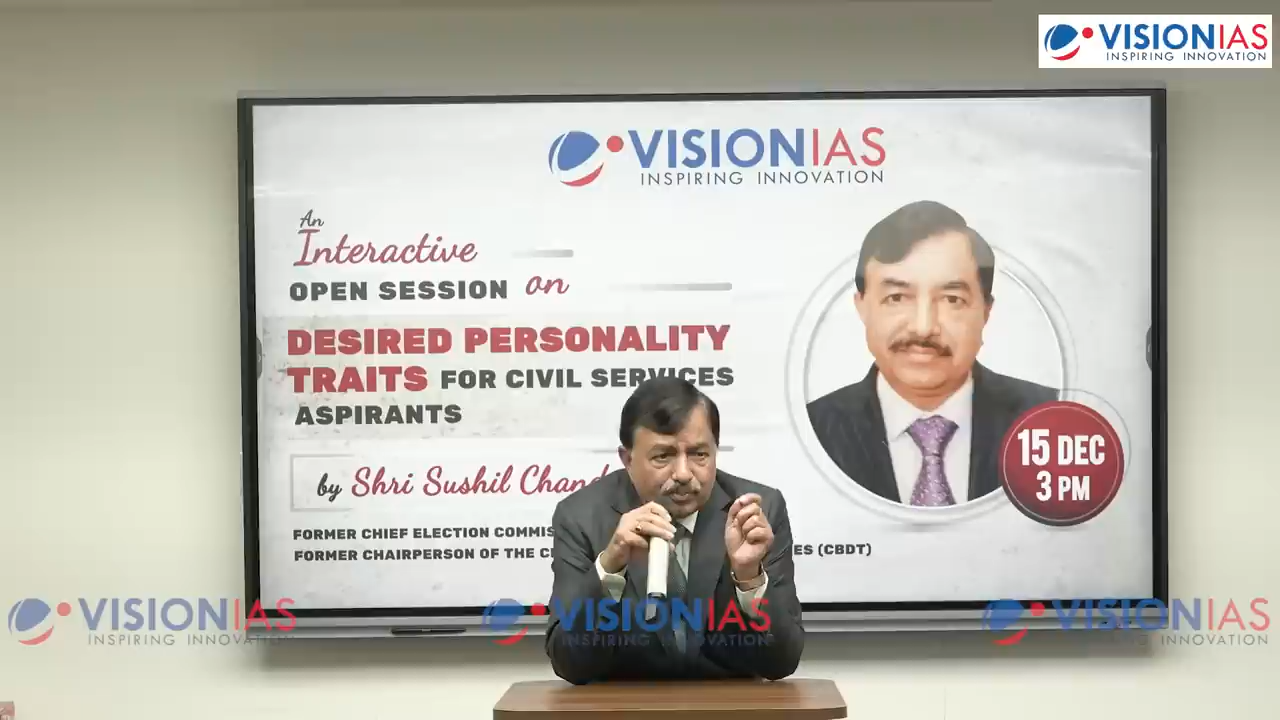 VISIONIAS
INSPIRING INNOVATION
VISIONIAS
INSPIRING INNOVATION
An
Interactive
OPEN SESSION on
DESIRED PERSONALITY
TRAITS FOR CIVIL SERVICES
ASPIRANTS
by Shri Sushil Chand
FORMER CHIEF ELECTION COMMIS
FORMER CHAIRPERSON OF THE CE ES (CBDT)
15 DEC
3 PM
VISIONIAS
INSPIRING INNOVATION
VISIONIAS
INSPIRING INNOVATION
VISIONIAS
INSPIRING INNOVATION